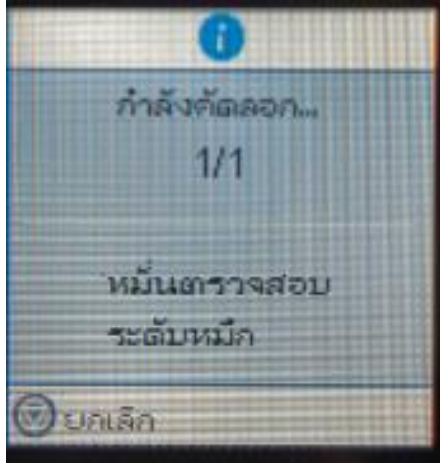 i
กำลังคัดลอก...
1/1
หมั่นตรวจสอบ
ระดับหมึก
ยกเลิก